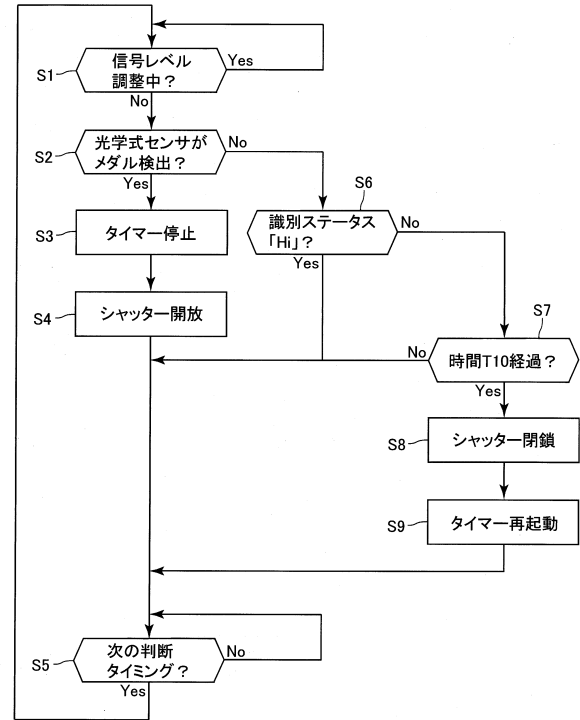 信号レベル
調整中？
S1
Yes
No
光学式センサが
メダル検出？
S2
No
Yes
S6
タイマー停止
S3
識別ステータス
「Hi」？
No
Yes
シャッター開放
S4
S7
時間T10経過？
No
Yes
シャッター閉鎖
S8
タイマー再起動
S9
次の判断
タイミング？
S5
No
Yes